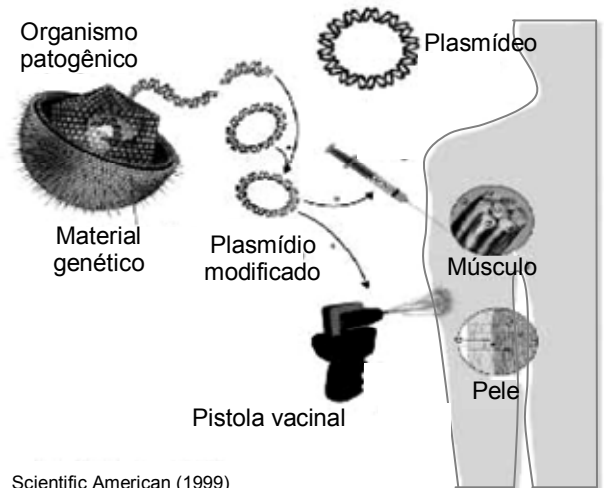 Organismo
patogênico
Plasmídeo
Material
genético
Plasmídio
modificado
Músculo
Pele
Pistola vacinal
Scientific American (1999)